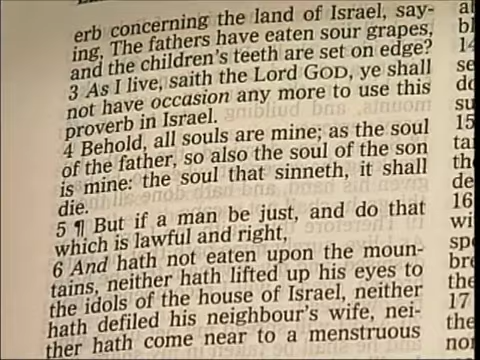 erb concerning the land of Israel, say-
ing, The fathers have eaten sour grapes,
and the children's teeth are set on edge?
3 As I live, saith the Lord GOD, ye shall
not have occasion any more to use this
proverb in Israel.
4 Behold, all souls are mine; as the soul
of the father, so also the soul of the son
is mine: the soul that sinneth, it shall
die.
5 ¶ But if a man be just, and do that
which is lawful and right,
6 And hath not eaten upon the moun-
tains, neither hath lifted up his eyes to
the idols of the house of Israel, neither
hath defiled his neighbour's wife, nei-
ther hath come near to a menstruous
14
15
16
17